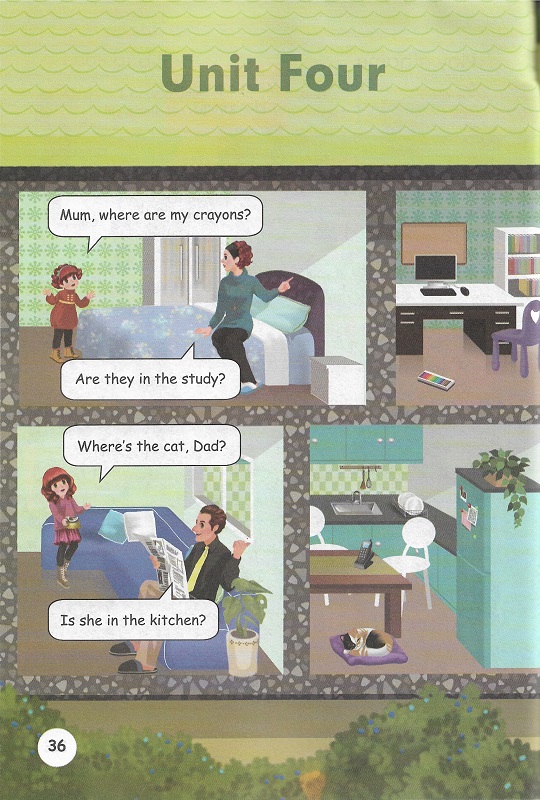 Unit Four
Mum, where are my crayons?
Are they in the study?
Where's the cat, Dad?
Is she in the kitchen?
36